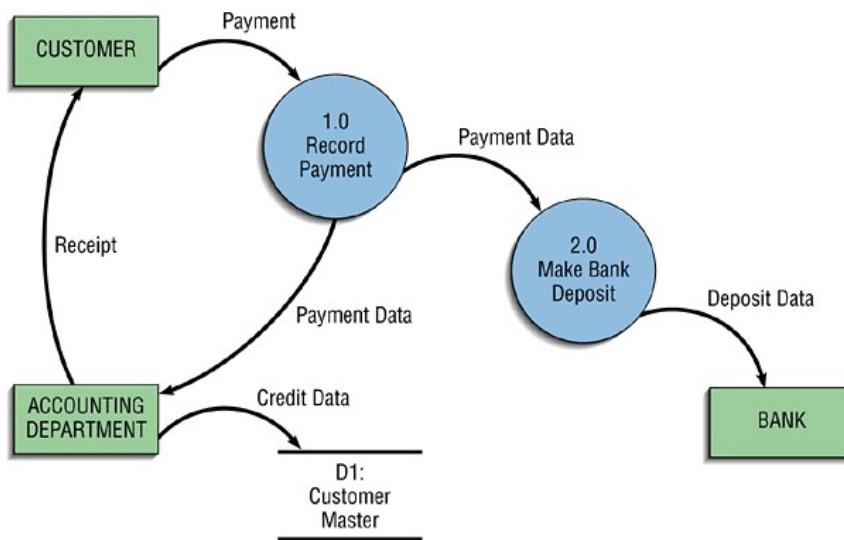 Payment
CUSTOMER
1.0
Record
Payment
Payment Data
2.0
Make Bank
Deposit
Receipt
Deposit Data
Payment Data
Credit Data
ACCOUNTING
DEPARTMENT
BANK
D1:
Customer
Master